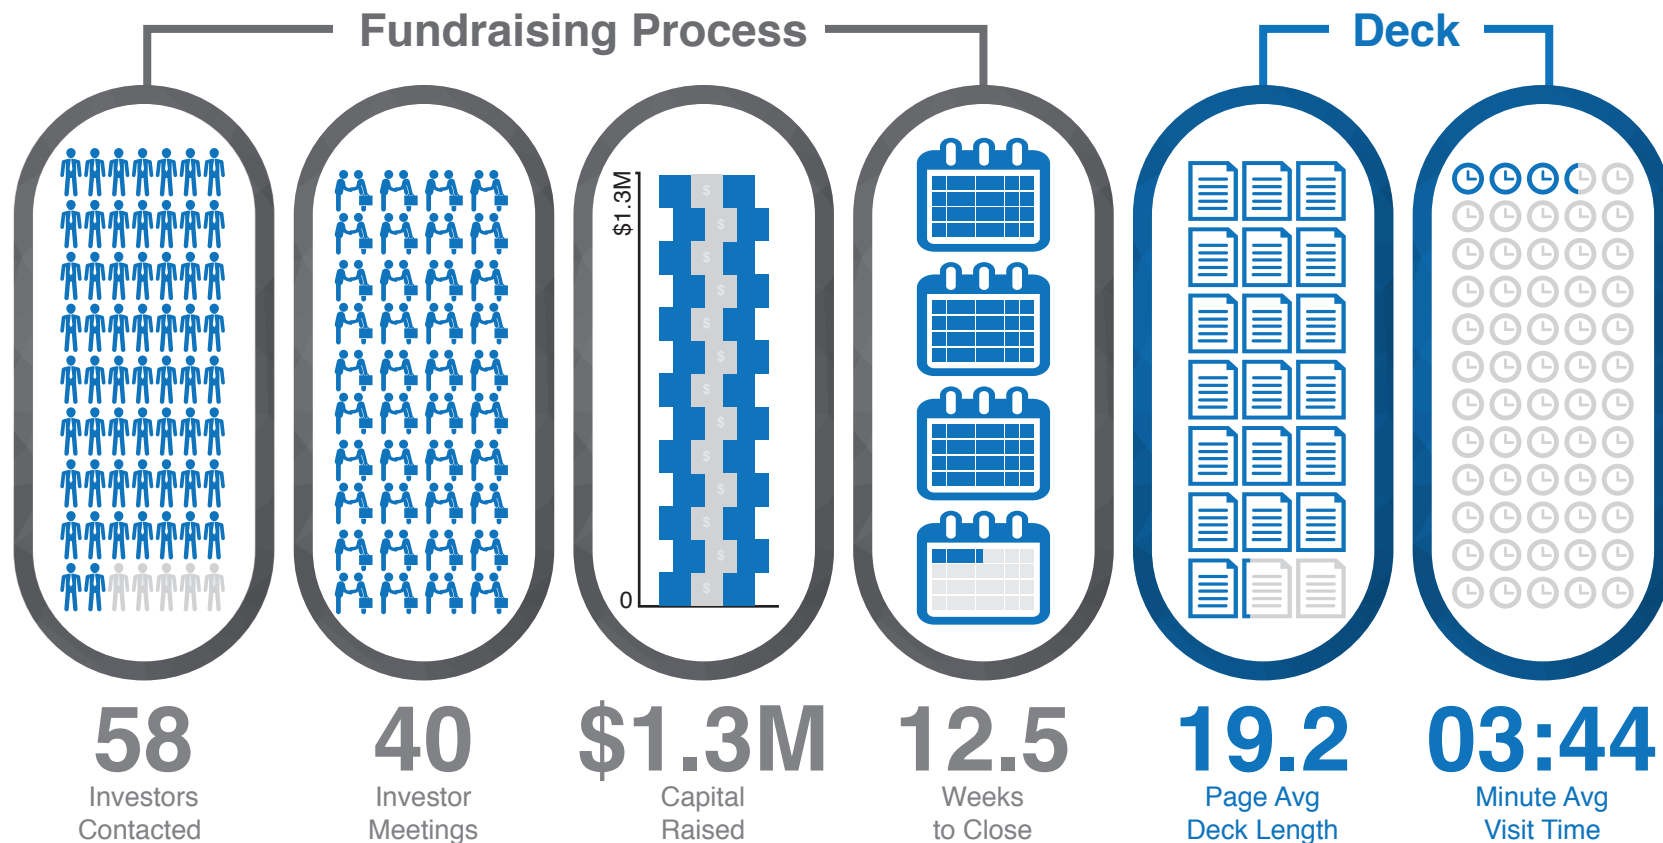 Fundraising Process
Deck
$1.3M
0
$
$
$
$
$
$
$
$
$
$
$
$
$
58
Investors
Contacted
40
Investor
Meetings
$1.3M
Capital
Raised
12.5
Weeks
to Close
19.2
Page Avg
Deck Length
03:44
Minute Avg
Visit Time